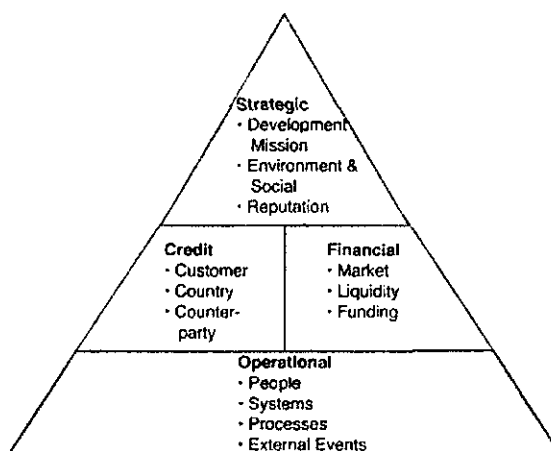 Strategic
· Development
Mission
· Environment &
Social
· Reputation
Credit
· Customer
· Country
· Counter-
party
Financial
· Market
· Liquidity
· Funding
Operational
· People
· Systems
· Processes
· External Events